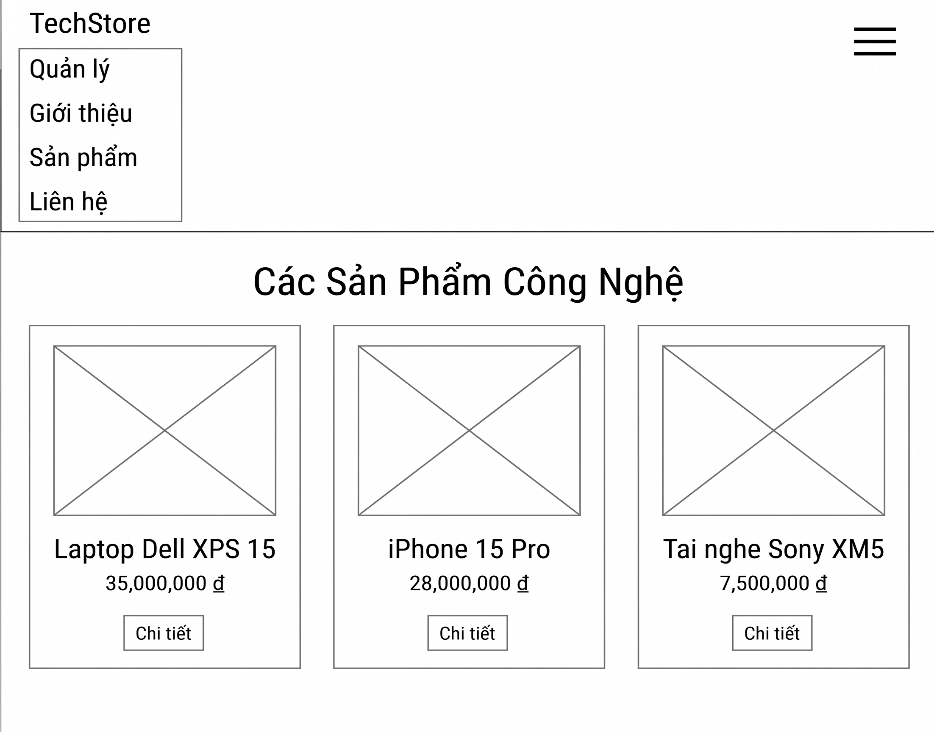 TechStore
Quản lý
Giới thiệu
Sản phẩm
Liên hệ
Các Sản Phẩm Công Nghệ
Laptop Dell XPS 15
35,000,000 ₫
Chi tiết
iPhone 15 Pro
28,000,000 ₫
Chi tiết
Tai nghe Sony XM5
7,500,000 ₫
Chi tiết